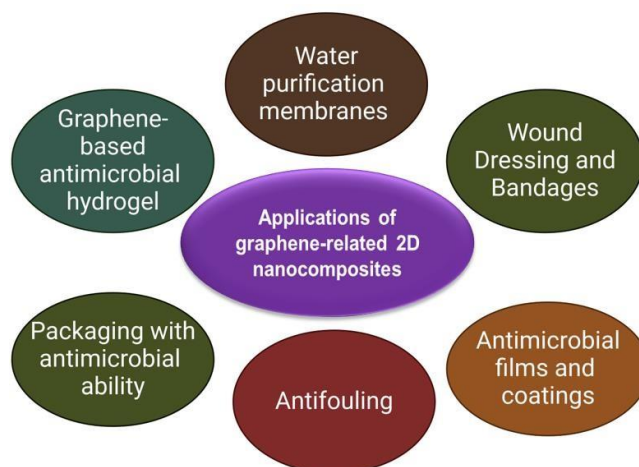 Water
purification
membranes
Graphene-
based
antimicrobial
hydrogel
Wound
Dressing and
Bandages
Applications of
graphene-related 2D
nanocomposites
Packaging with
antimicrobial
ability
Antifouling
Antimicrobial
films and
coatings